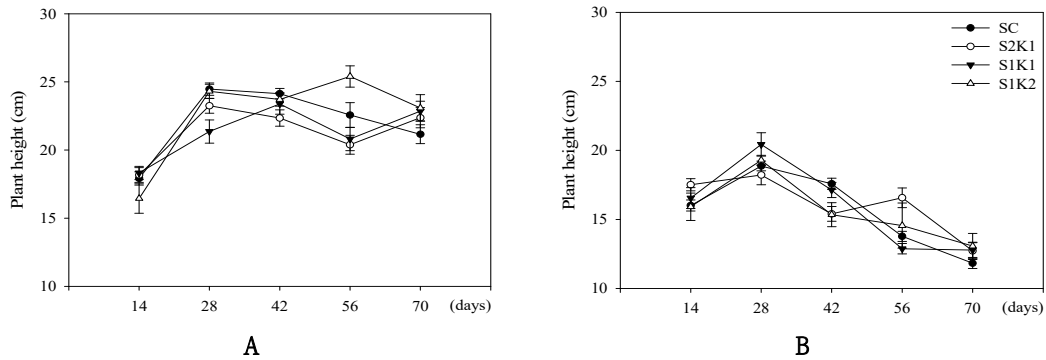 30
25
20
15
10
Plant height (cm)
14 28 42 56 70 (days)
A
30
25
20
15
10
Plant height (cm)
SC
S2K1
S1K1
S1K2
14 28 42 56 70 (days)
B